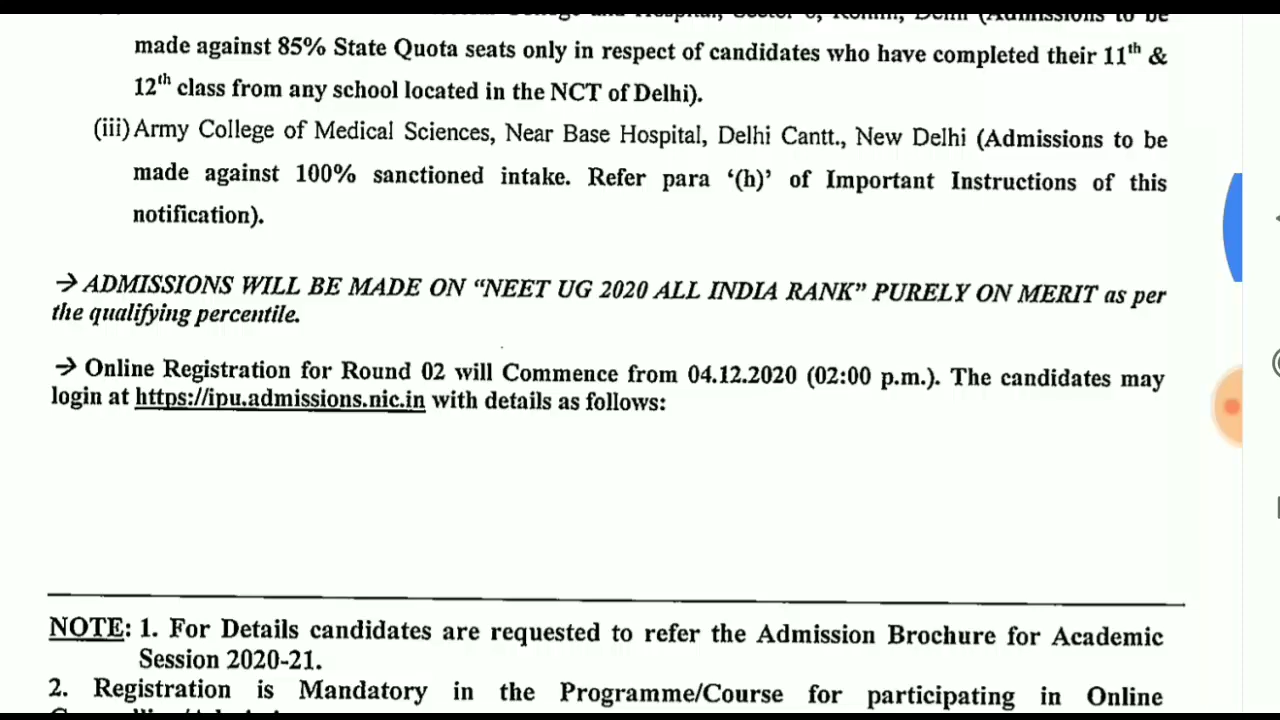 made against 85% State Quota seats only in respect of candidates who have completed their 11th &
12th class from any school located in the NCT of Delhi).
(iii) Army College of Medical Sciences, Near Base Hospital, Delhi Cantt., New Delhi (Admissions to be
made against 100% sanctioned intake. Refer para ‘(h)’ of Important Instructions of this
notification).
→ ADMISSIONS WILL BE MADE ON “NEET UG 2020 ALL INDIA RANK” PURELY ON MERIT as per
the qualifying percentile.
→ Online Registration for Round 02 will Commence from 04.12.2020 (02:00 p.m.). The candidates may
login at https://ipu.admissions.nic.in with details as follows:
NOTE: 1. For Details candidates are requested to refer the Admission Brochure for Academic
Session 2020-21.
2. Registration is Mandatory in the Programme/Course for participating in Online